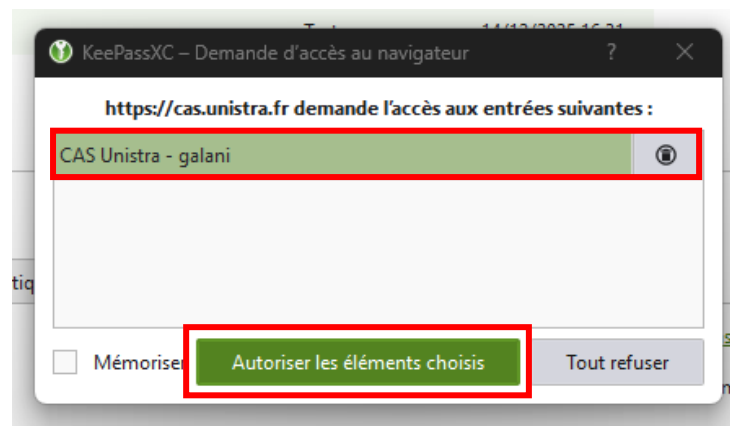 KeePassXC – Demande d'accès au navigateur ?
https://cas.unistra.fr demande l'accès aux entrées suivantes :
CAS Unistra - galani
tiq
Mémoriser Autoriser les éléments choisis Tout refuser